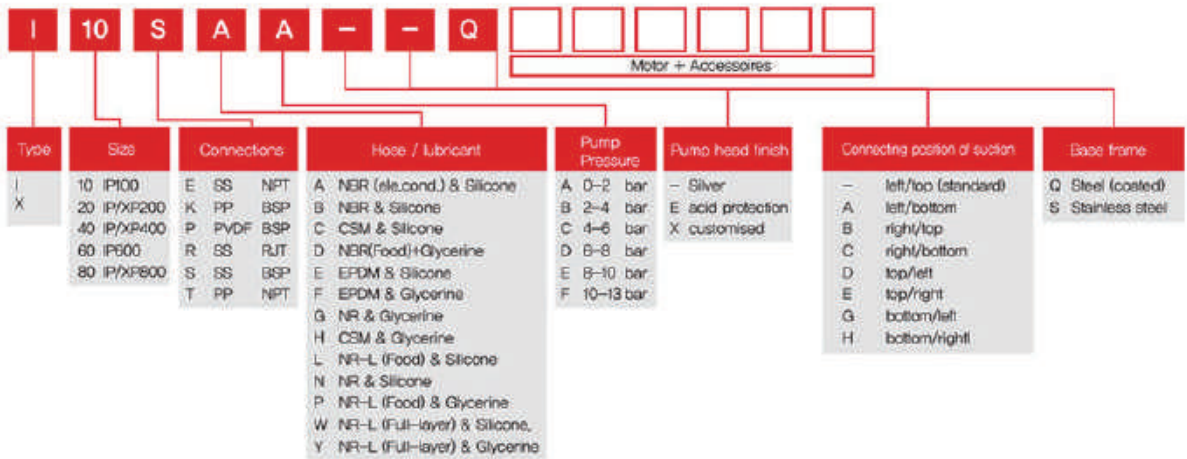 I 10 S A A – – Q
Motor + Accessoires
Type
I
X
Size
10 IP100
20 IP/XP200
40 IP/XP400
60 IP600
80 IP/XP800
Connections
E SS NPT
K PP BSP
P PVDF BSP
R SS RJT
S SS BSP
T PP NPT
Hose / lubricant
A NBR (ele.cond.) & Silicone
B NBR & Silicone
C CSM & Silicone
D NBR(Food)+Glycerine
E EPDM & Silicone
F EPDM & Glycerine
G NR & Glycerine
H CSM & Glycerine
L NR-L (Food) & Silicone
N NR & Silicone
P NR-L (Food) & Glycerine
W NR-L (Full-layer) & Silicone.
Y NR-L (Full-layer) & Glycerine
Pump
Pressure
A 0-2 bar
B 2-4 bar
C 4-6 bar
D 6-8 bar
E 8-10 bar
F 10-13 bar
Pump head finish
– Silver
E acid protection
X customised
Connecting position of suction
– left/top (standard)
A left/bottom
B right/top
C right/bottom
D top/left
E top/right
G bottom/left
H bottom/rightl
Base frame
Q Steel (coated)
S Stainless steel